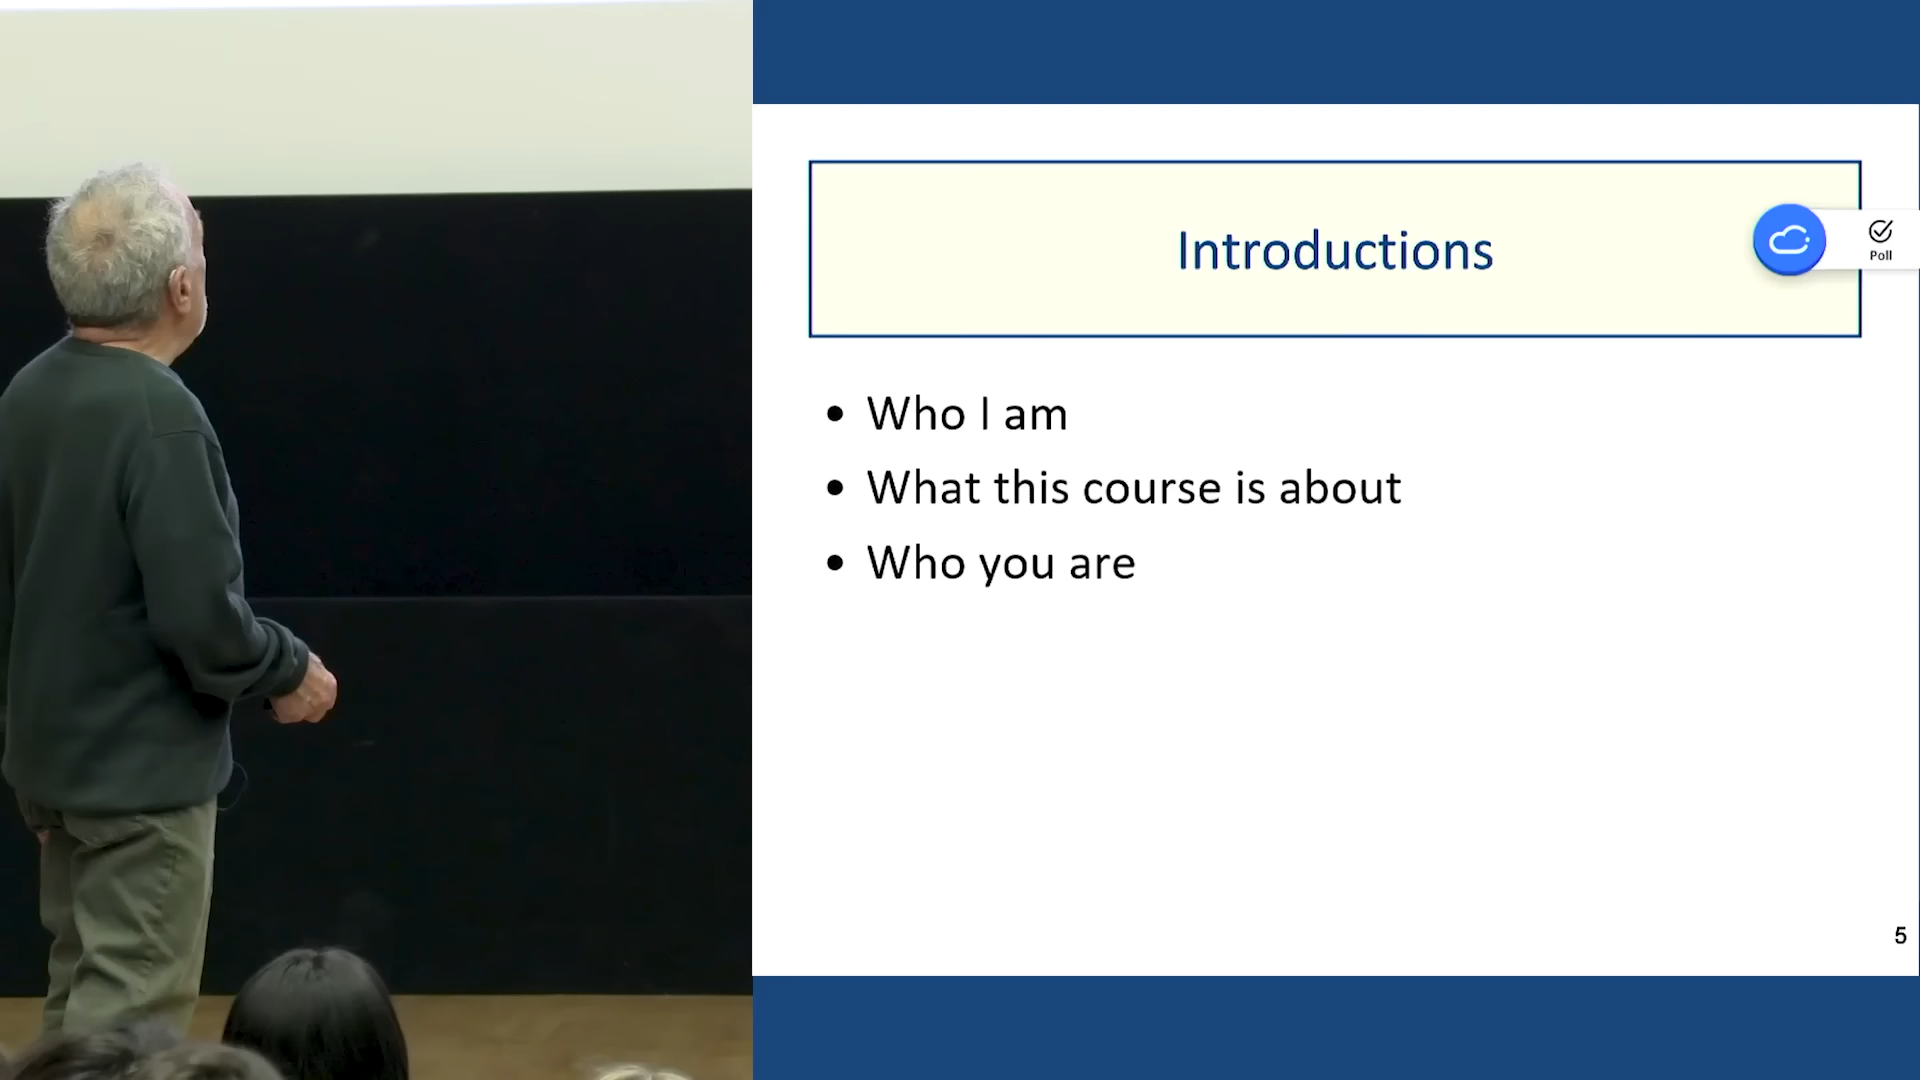 Introductions
Poll
• Who I am
• What this course is about
• Who you are
5